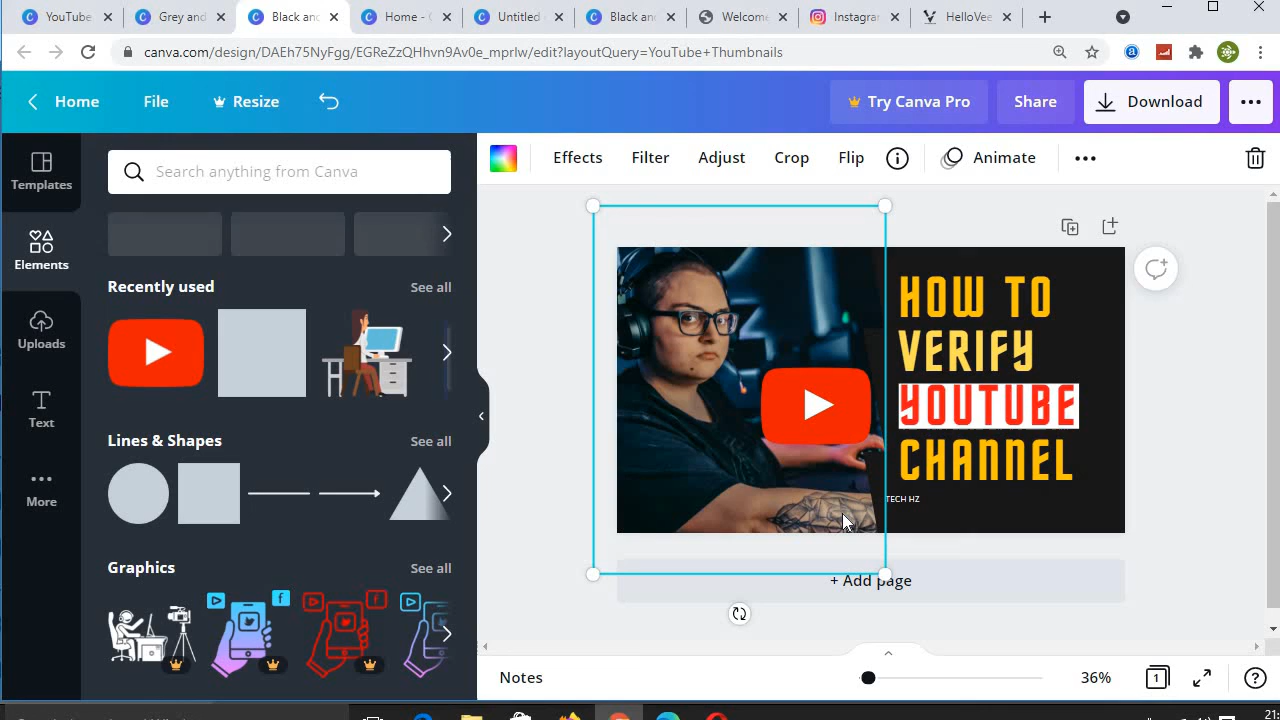 YouTube
Grey and
Black and
Home - C
Untitled
Black and
Welcome
Instagram
HelloVee
canva.com/design/DAEh75NyFgg/EGReZzQHhvn9Av0e_mprlw/edit?layoutQuery=YouTube+Thumbnails
Home
File
Resize
Try Canva Pro
Share
Download
Templates
Elements
Uploads
Text
More
Search anything from Canva
Recently used
See all
Lines & Shapes
See all
Graphics
See all
Effects
Filter
Adjust
Crop
Flip
Animate
HOW TO
VERIFY
YOUTUBE
CHANNEL
TECH HZ
+ Add page
Notes
36%
1